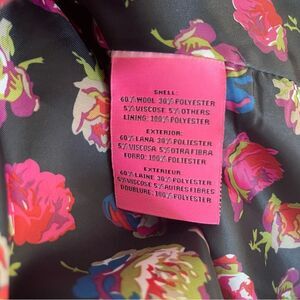 SHELL:
60% WOOL 30% POLYESTER
5% VISCOSE 5% OTHERS
LINING: 100% POLYESTER
EXTERIOR:
60% LANA 30% POLIESTER
5% VISCOSA 5% OTRA FIBRA
FORRO: 100% POLIESTER
EXTERIEUR
60% LAINE 30% POLYESTER
5% VISCOSE 5% AUTRES FIBRES
DOUBLURE: 100% POLYESTER